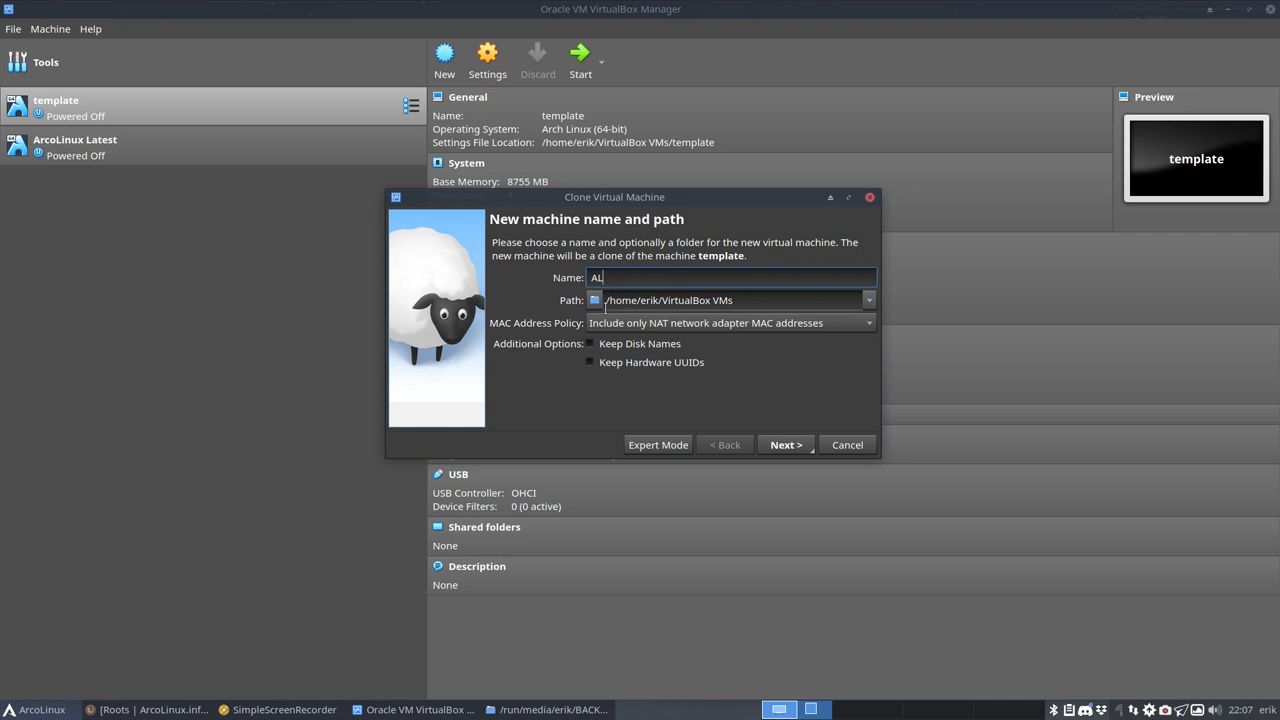 Oracle VM VirtualBox Manager
File Machine Help
Tools
New Settings Discard Start
template
Powered Off
ArcoLinux Latest
Powered Off
General
Name: template
Operating System: Arch Linux (64-bit)
Settings File Location: /home/erik/VirtualBox VMs/template
System
Base Memory: 8755 MB
Preview
template
Clone Virtual Machine
New machine name and path
Please choose a name and optionally a folder for the new virtual machine. The
new machine will be a clone of the machine template.
Name: AL
Path: /home/erik/VirtualBox VMs
MAC Address Policy: Include only NAT network adapter MAC addresses
Additional Options: Keep Disk Names
Keep Hardware UUIDs
Expert Mode < Back Next > Cancel
USB
USB Controller: OHCI
Device Filters: 0 (0 active)
Shared folders
None
Description
None
ArcoLinux [Roots | ArcoLinux.inf... SimpleScreenRecorder Oracle VM VirtualBox ... /run/media/erik/BACK... 22:07 erik